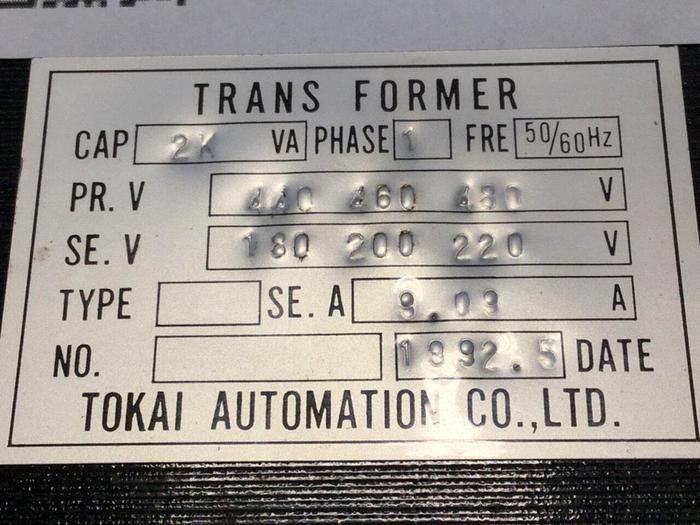 TRANS FORMER
CAP 2K VA PHASE 1 FRE 50/60Hz
PR. V 440 460 480 V
SE. V 180 200 220 V
TYPE SE. A 9.09 A
NO. 1992.5 DATE
TOKAI AUTOMATION CO.,LTD.